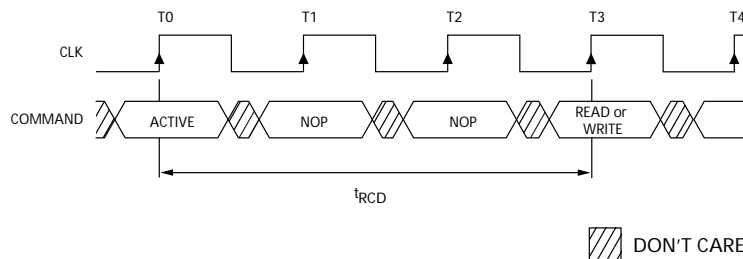 T0 T1 T2 T3 T4
CLK
COMMAND ACTIVE NOP NOP READ or
WRITE
tRCD
DON'T CARE